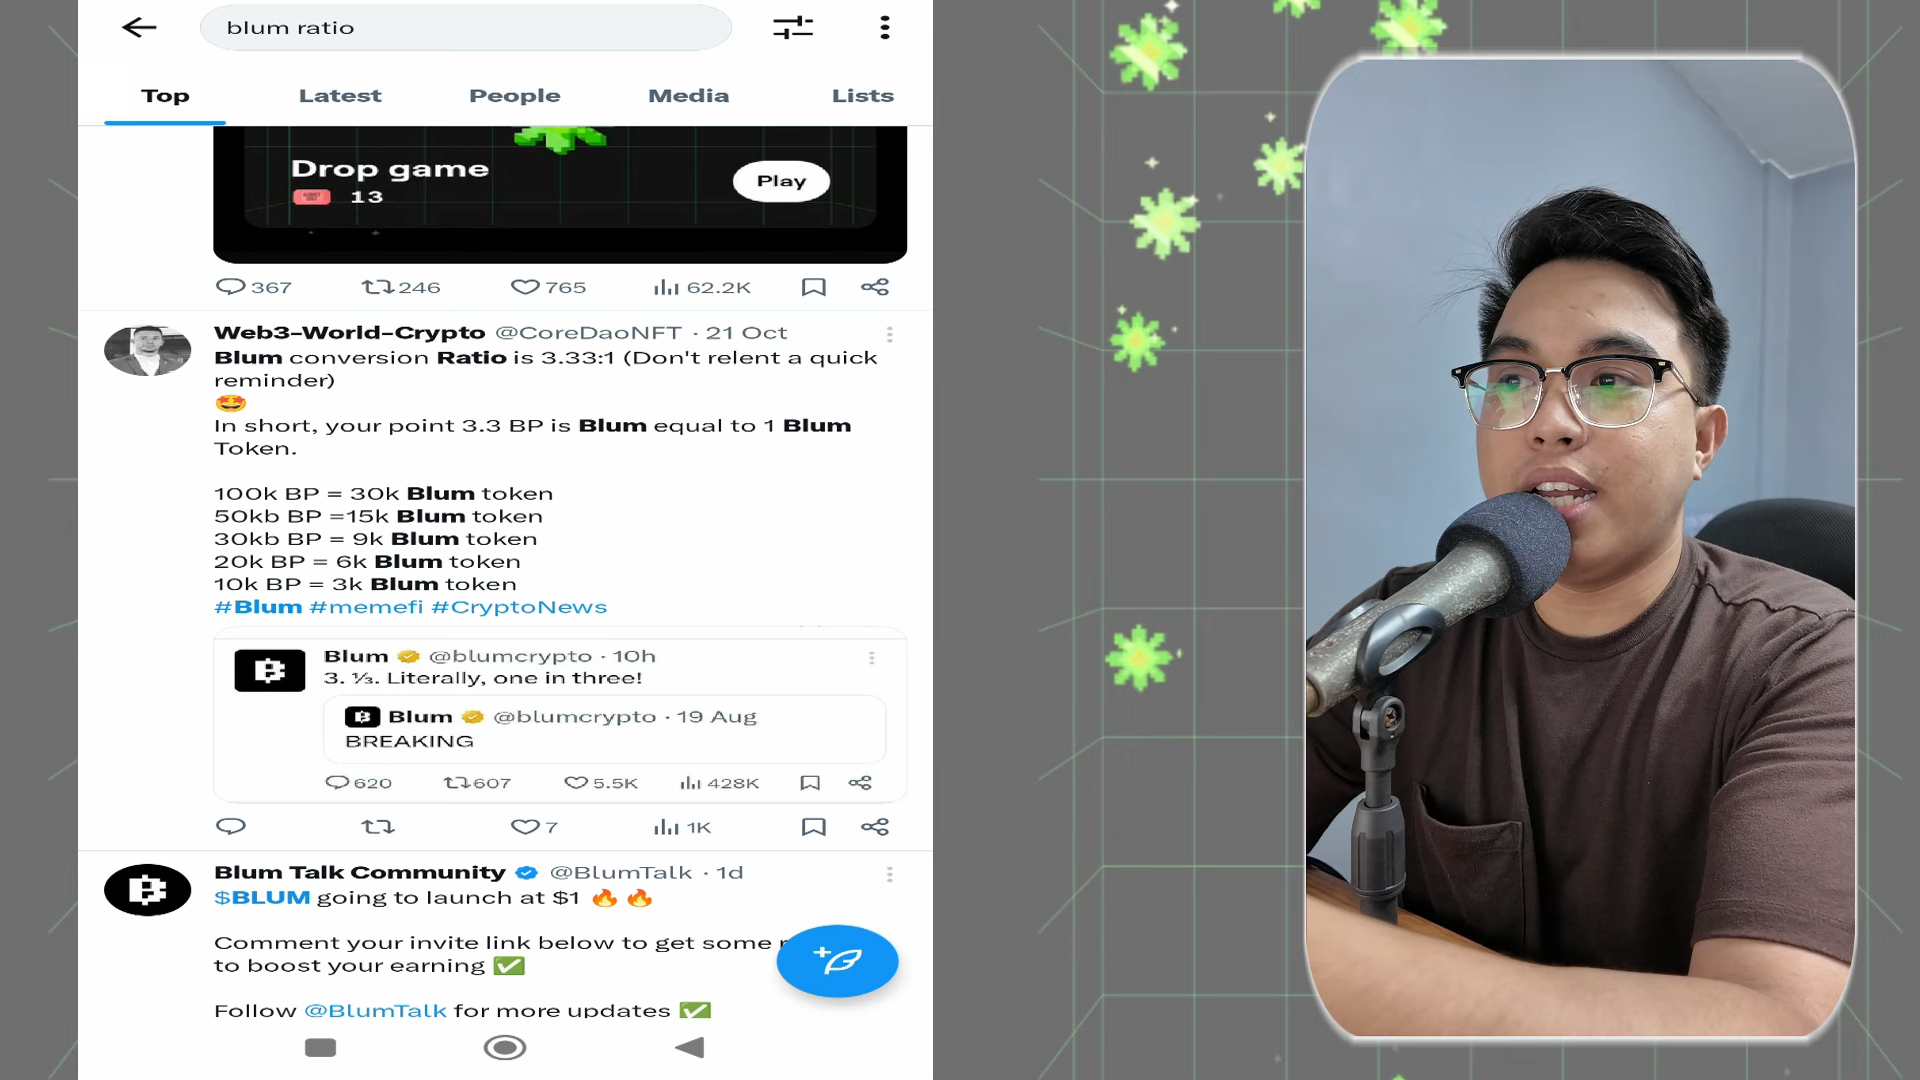 blum ratio
Top Latest People Media Lists
Drop game
13
Play
367 246 765 62.2K
Web3-World-Crypto @CoreDaoNFT · 21 Oct
Blum conversion Ratio is 3.33:1 (Don't relent a quick
reminder)
🤩
In short, your point 3.3 BP is Blum equal to 1 Blum
Token.
100k BP = 30k Blum token
50kb BP =15k Blum token
30kb BP = 9k Blum token
20k BP = 6k Blum token
10k BP = 3k Blum token
#Blum #memefi #CryptoNews
Blum @blumcrypto · 10h
3. ⅓. Literally, one in three!
Blum @blumcrypto · 19 Aug
BREAKING
620 607 5.5K 428K
7 1K
Blum Talk Community @BlumTalk · 1d
$BLUM going to launch at $1 🔥 🔥
Comment your invite link below to get some
to boost your earning ✅
Follow @BlumTalk for more updates ✅